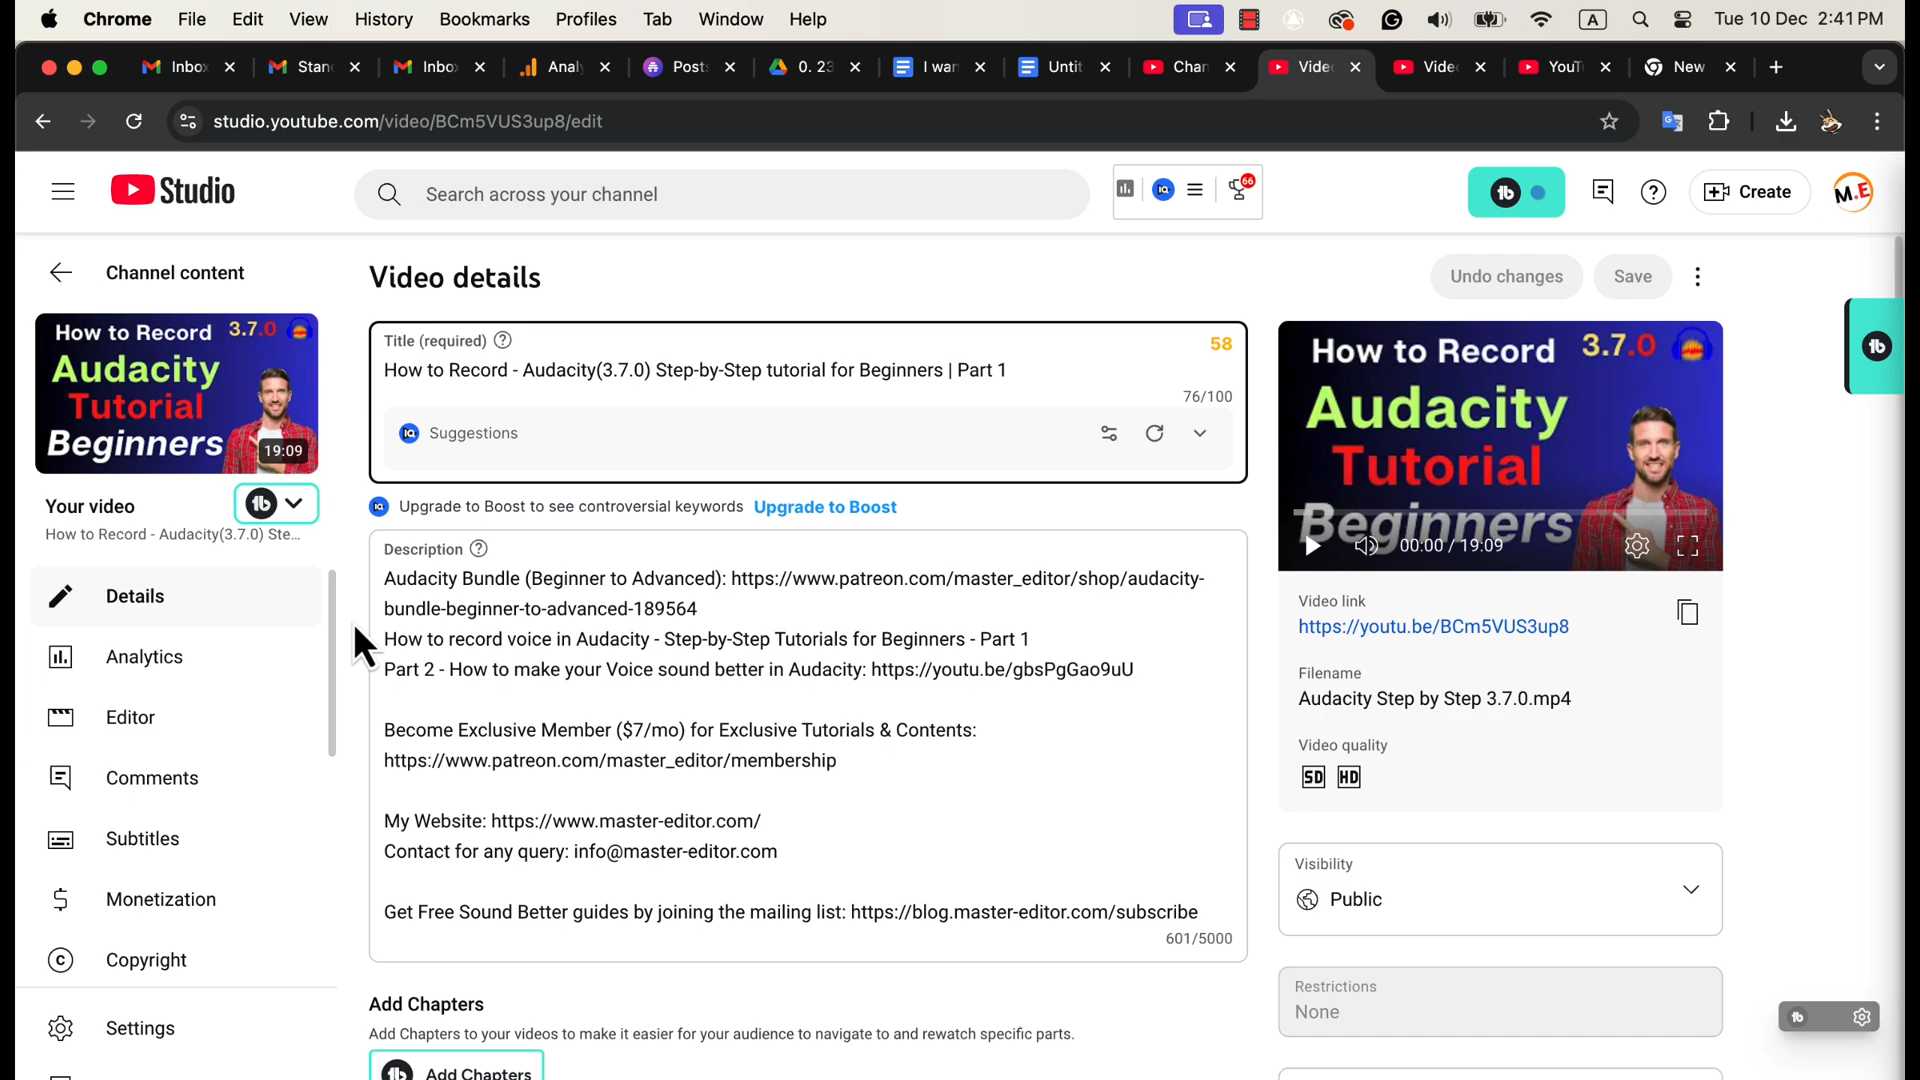 Chrome File Edit View History Bookmarks Profiles Tab Window Help A Tue 10 Dec 2:41 PM
Inbo Stan Inbo Anal Post 0. 23 I wan Untit Chan Vide Vide YouT New
studio.youtube.com/video/BCm5VUS3up8/edit
Studio
Search across your channel
66
Create
M.E
Channel content
How to Record 3.7.0
Audacity
Tutorial
Beginners
19:09
Your video
How to Record - Audacity(3.7.0) Ste...
Details
Analytics
Editor
Comments
Subtitles
Monetization
Copyright
Settings
Video details
Undo changes
Save
Title (required)
58
How to Record - Audacity(3.7.0) Step-by-Step tutorial for Beginners | Part 1
76/100
Suggestions
Upgrade to Boost to see controversial keywords Upgrade to Boost
Description
Audacity Bundle (Beginner to Advanced): https://www.patreon.com/master_editor/shop/audacity-
bundle-beginner-to-advanced-189564
How to record voice in Audacity - Step-by-Step Tutorials for Beginners - Part 1
Part 2 - How to make your Voice sound better in Audacity: https://youtu.be/gbsPgGao9uU
Become Exclusive Member ($7/mo) for Exclusive Tutorials & Contents:
https://www.patreon.com/master_editor/membership
My Website: https://www.master-editor.com/
Contact for any query: info@master-editor.com
Get Free Sound Better guides by joining the mailing list: https://blog.master-editor.com/subscribe
601/5000
Add Chapters
Add Chapters to your videos to make it easier for your audience to navigate to and rewatch specific parts.
Add Chapters
How to Record 3.7.0
Audacity
Tutorial
Beginners
00:00 / 19:09
Video link
https://youtu.be/BCm5VUS3up8
Filename
Audacity Step by Step 3.7.0.mp4
Video quality
SD HD
Visibility
Public
Restrictions
None